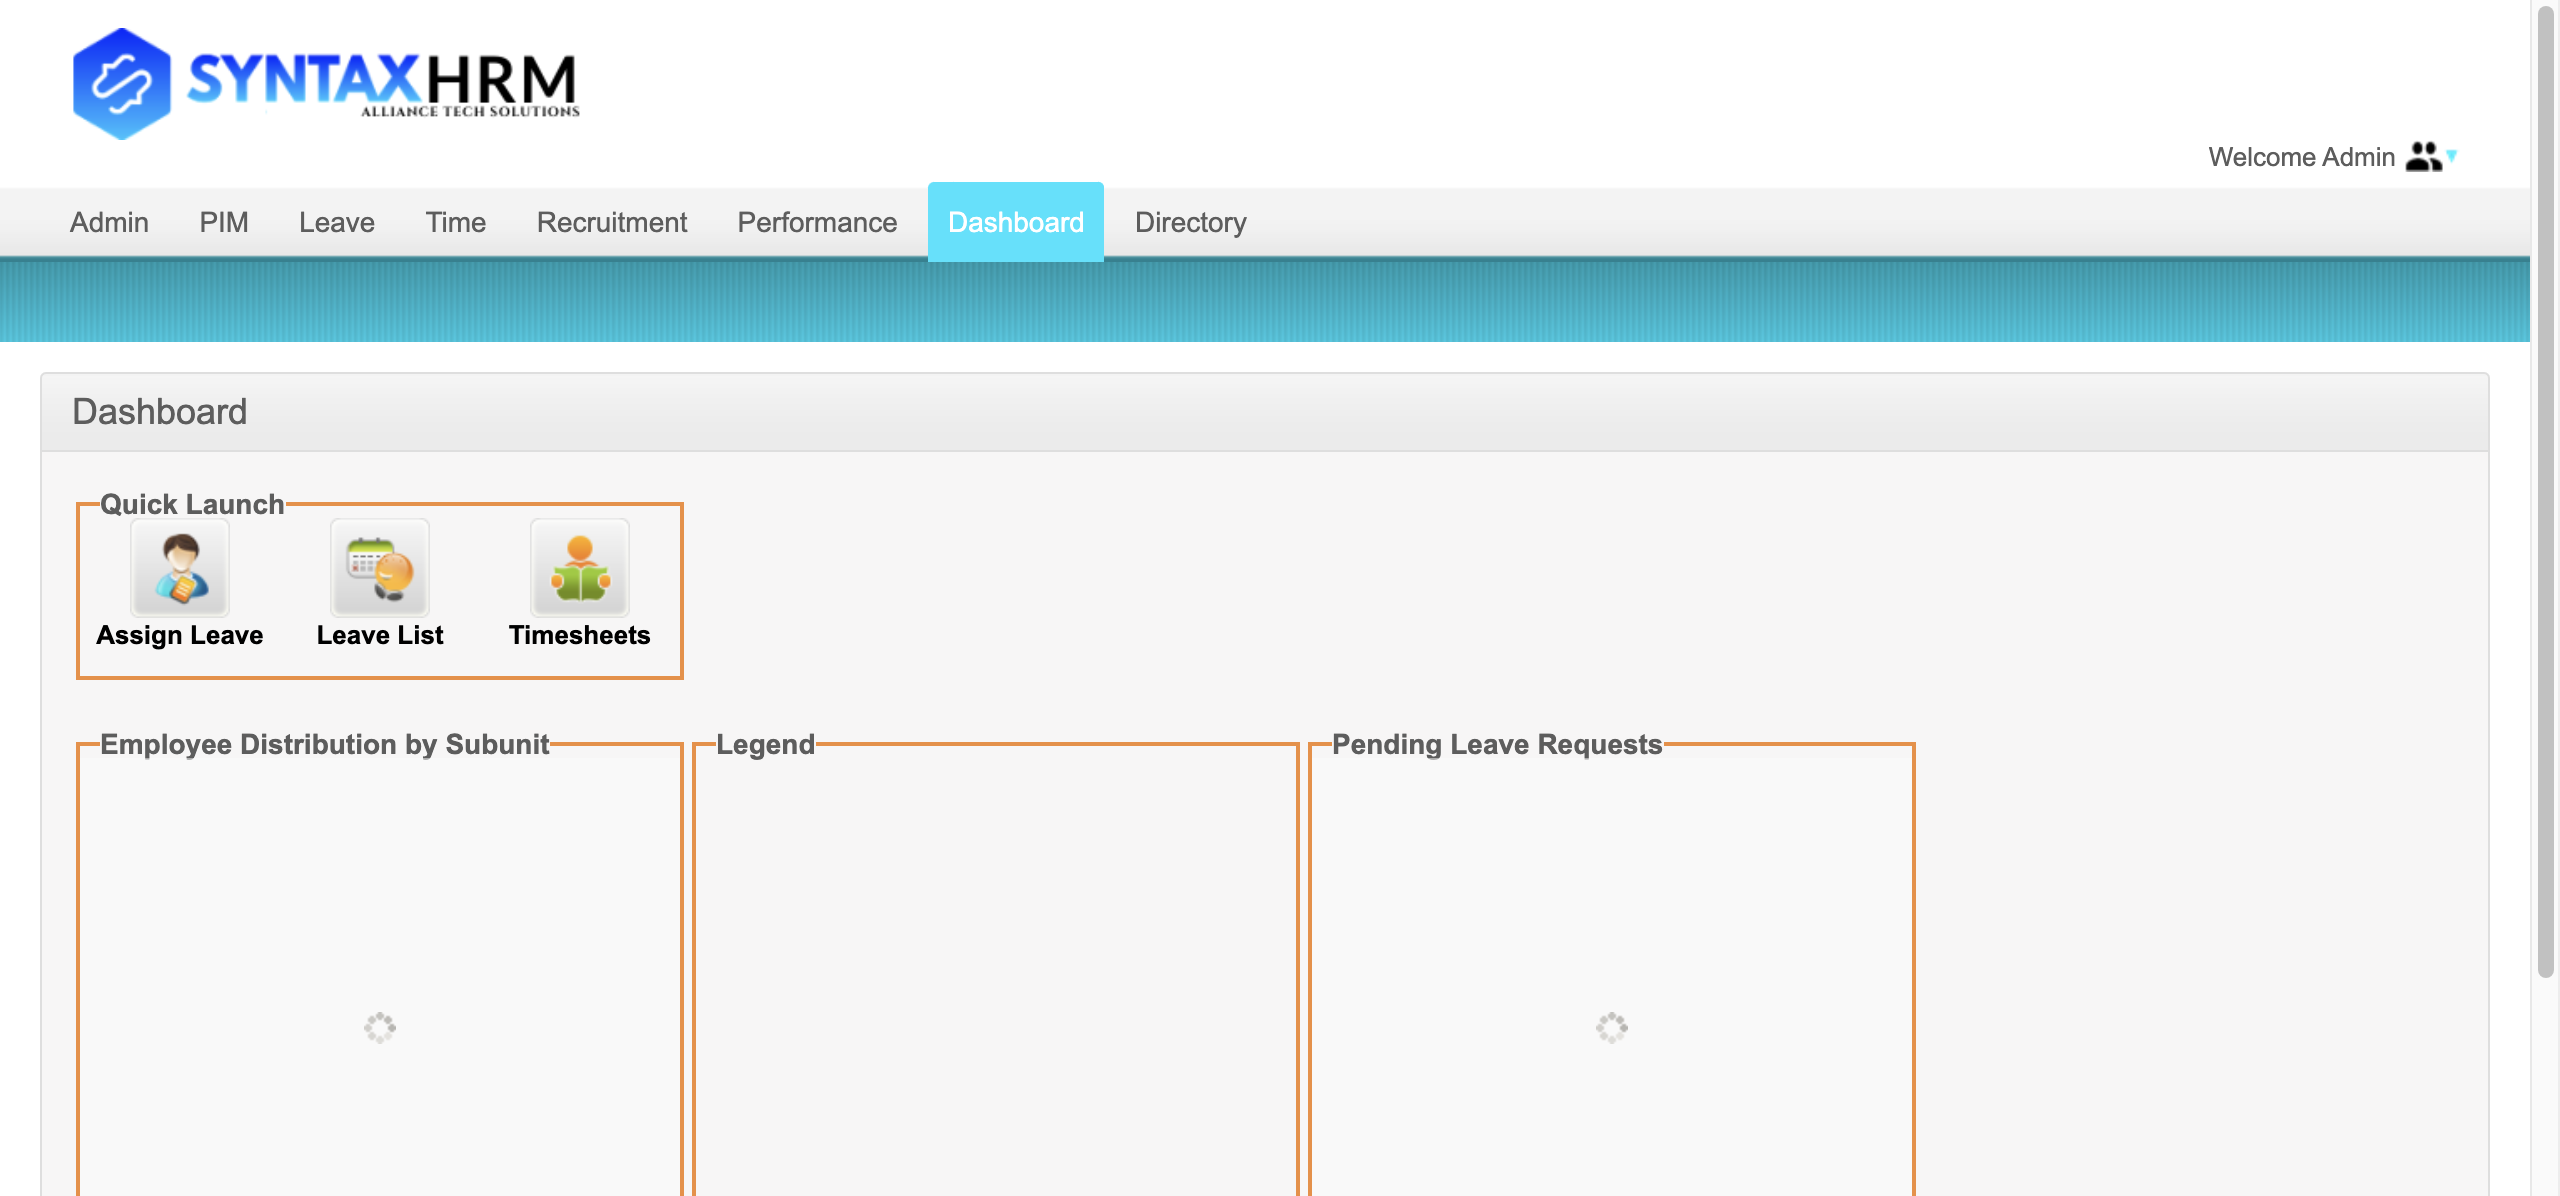 SYNTAXHRM
ALLIANCE TECH SOLUTIONS
Welcome Admin
Admin PIM Leave Time Recruitment Performance Dashboard Directory
Dashboard
Quick Launch
Assign Leave Leave List Timesheets
Employee Distribution by Subunit Legend Pending Leave Requests